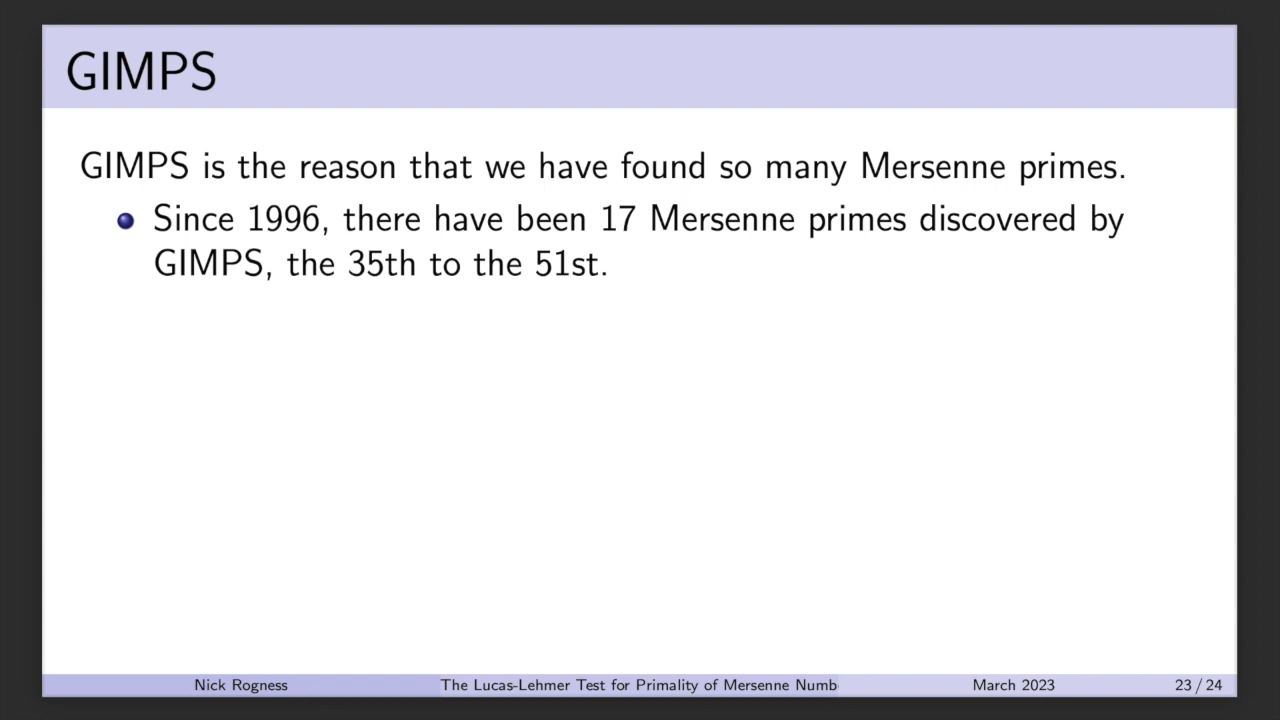 GIMPS
GIMPS is the reason that we have found so many Mersenne primes.
Since 1996, there have been 17 Mersenne primes discovered by
GIMPS, the 35th to the 51st.
Nick Rogness The Lucas-Lehmer Test for Primality of Mersenne Numb March 2023 23 / 24